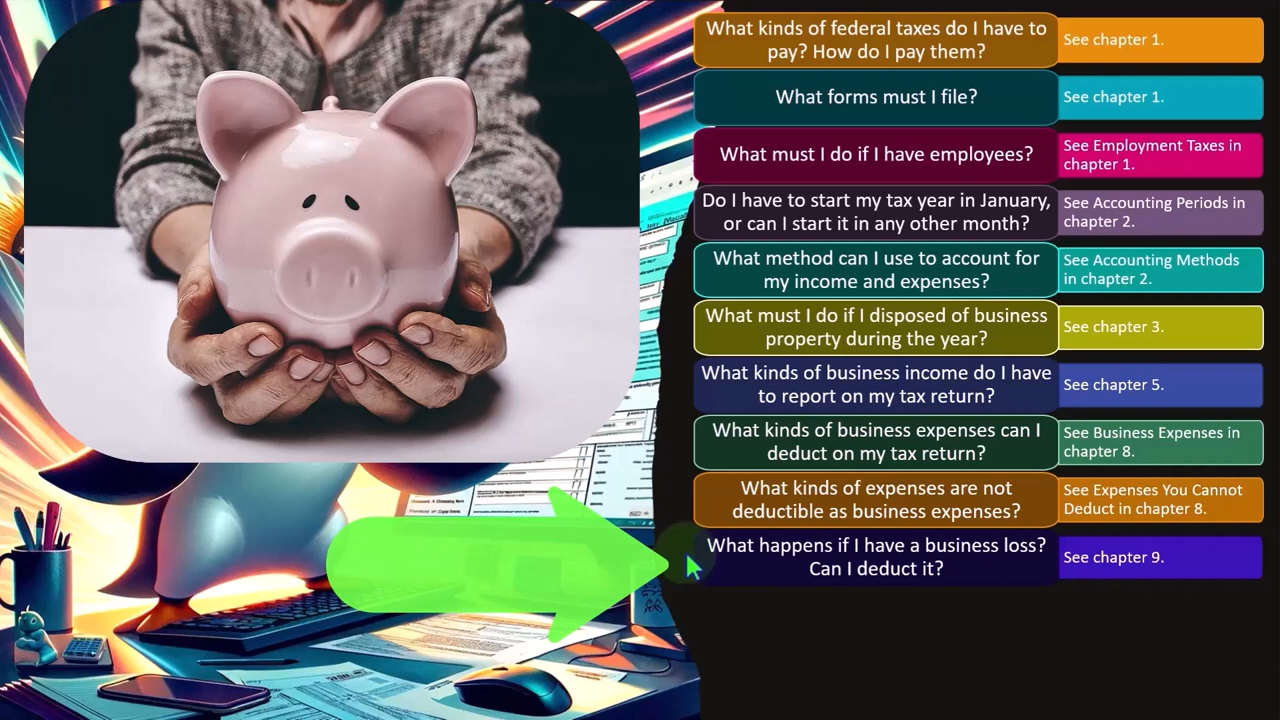 What kinds of federal taxes do I have to
pay? How do I pay them?
See chapter 1.
What forms must I file?
See chapter 1.
What must I do if I have employees?
See Employment Taxes in
chapter 1.
Do I have to start my tax year in January,
or can I start it in any other month?
See Accounting Periods in
chapter 2.
What method can I use to account for
my income and expenses?
See Accounting Methods
in chapter 2.
What must I do if I disposed of business
property during the year?
See chapter 3.
What kinds of business income do I have
to report on my tax return?
See chapter 5.
What kinds of business expenses can I
deduct on my tax return?
See Business Expenses in
chapter 8.
What kinds of expenses are not
deductible as business expenses?
See Expenses You Cannot
Deduct in chapter 8.
What happens if I have a business loss?
Can I deduct it?
See chapter 9.